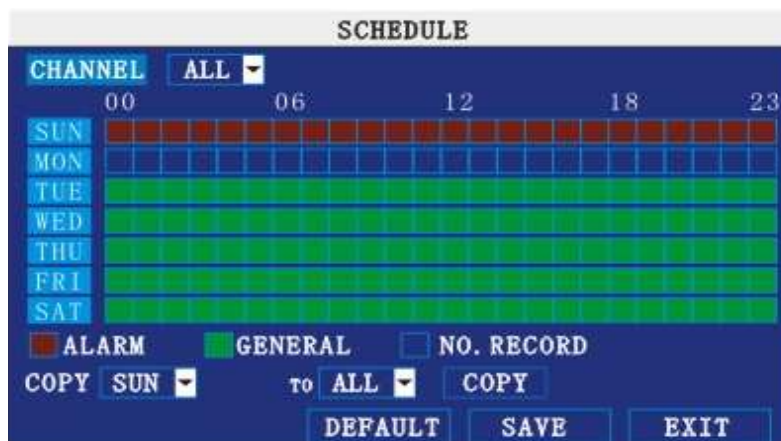 SCHEDULE
CHANNEL ALL
00 06 12 18 23
SUN
MON
TUE
WED
THU
FRI
SAT
ALARM GENERAL NO. RECORD
COPY SUN TO ALL COPY
DEFAULT SAVE EXIT